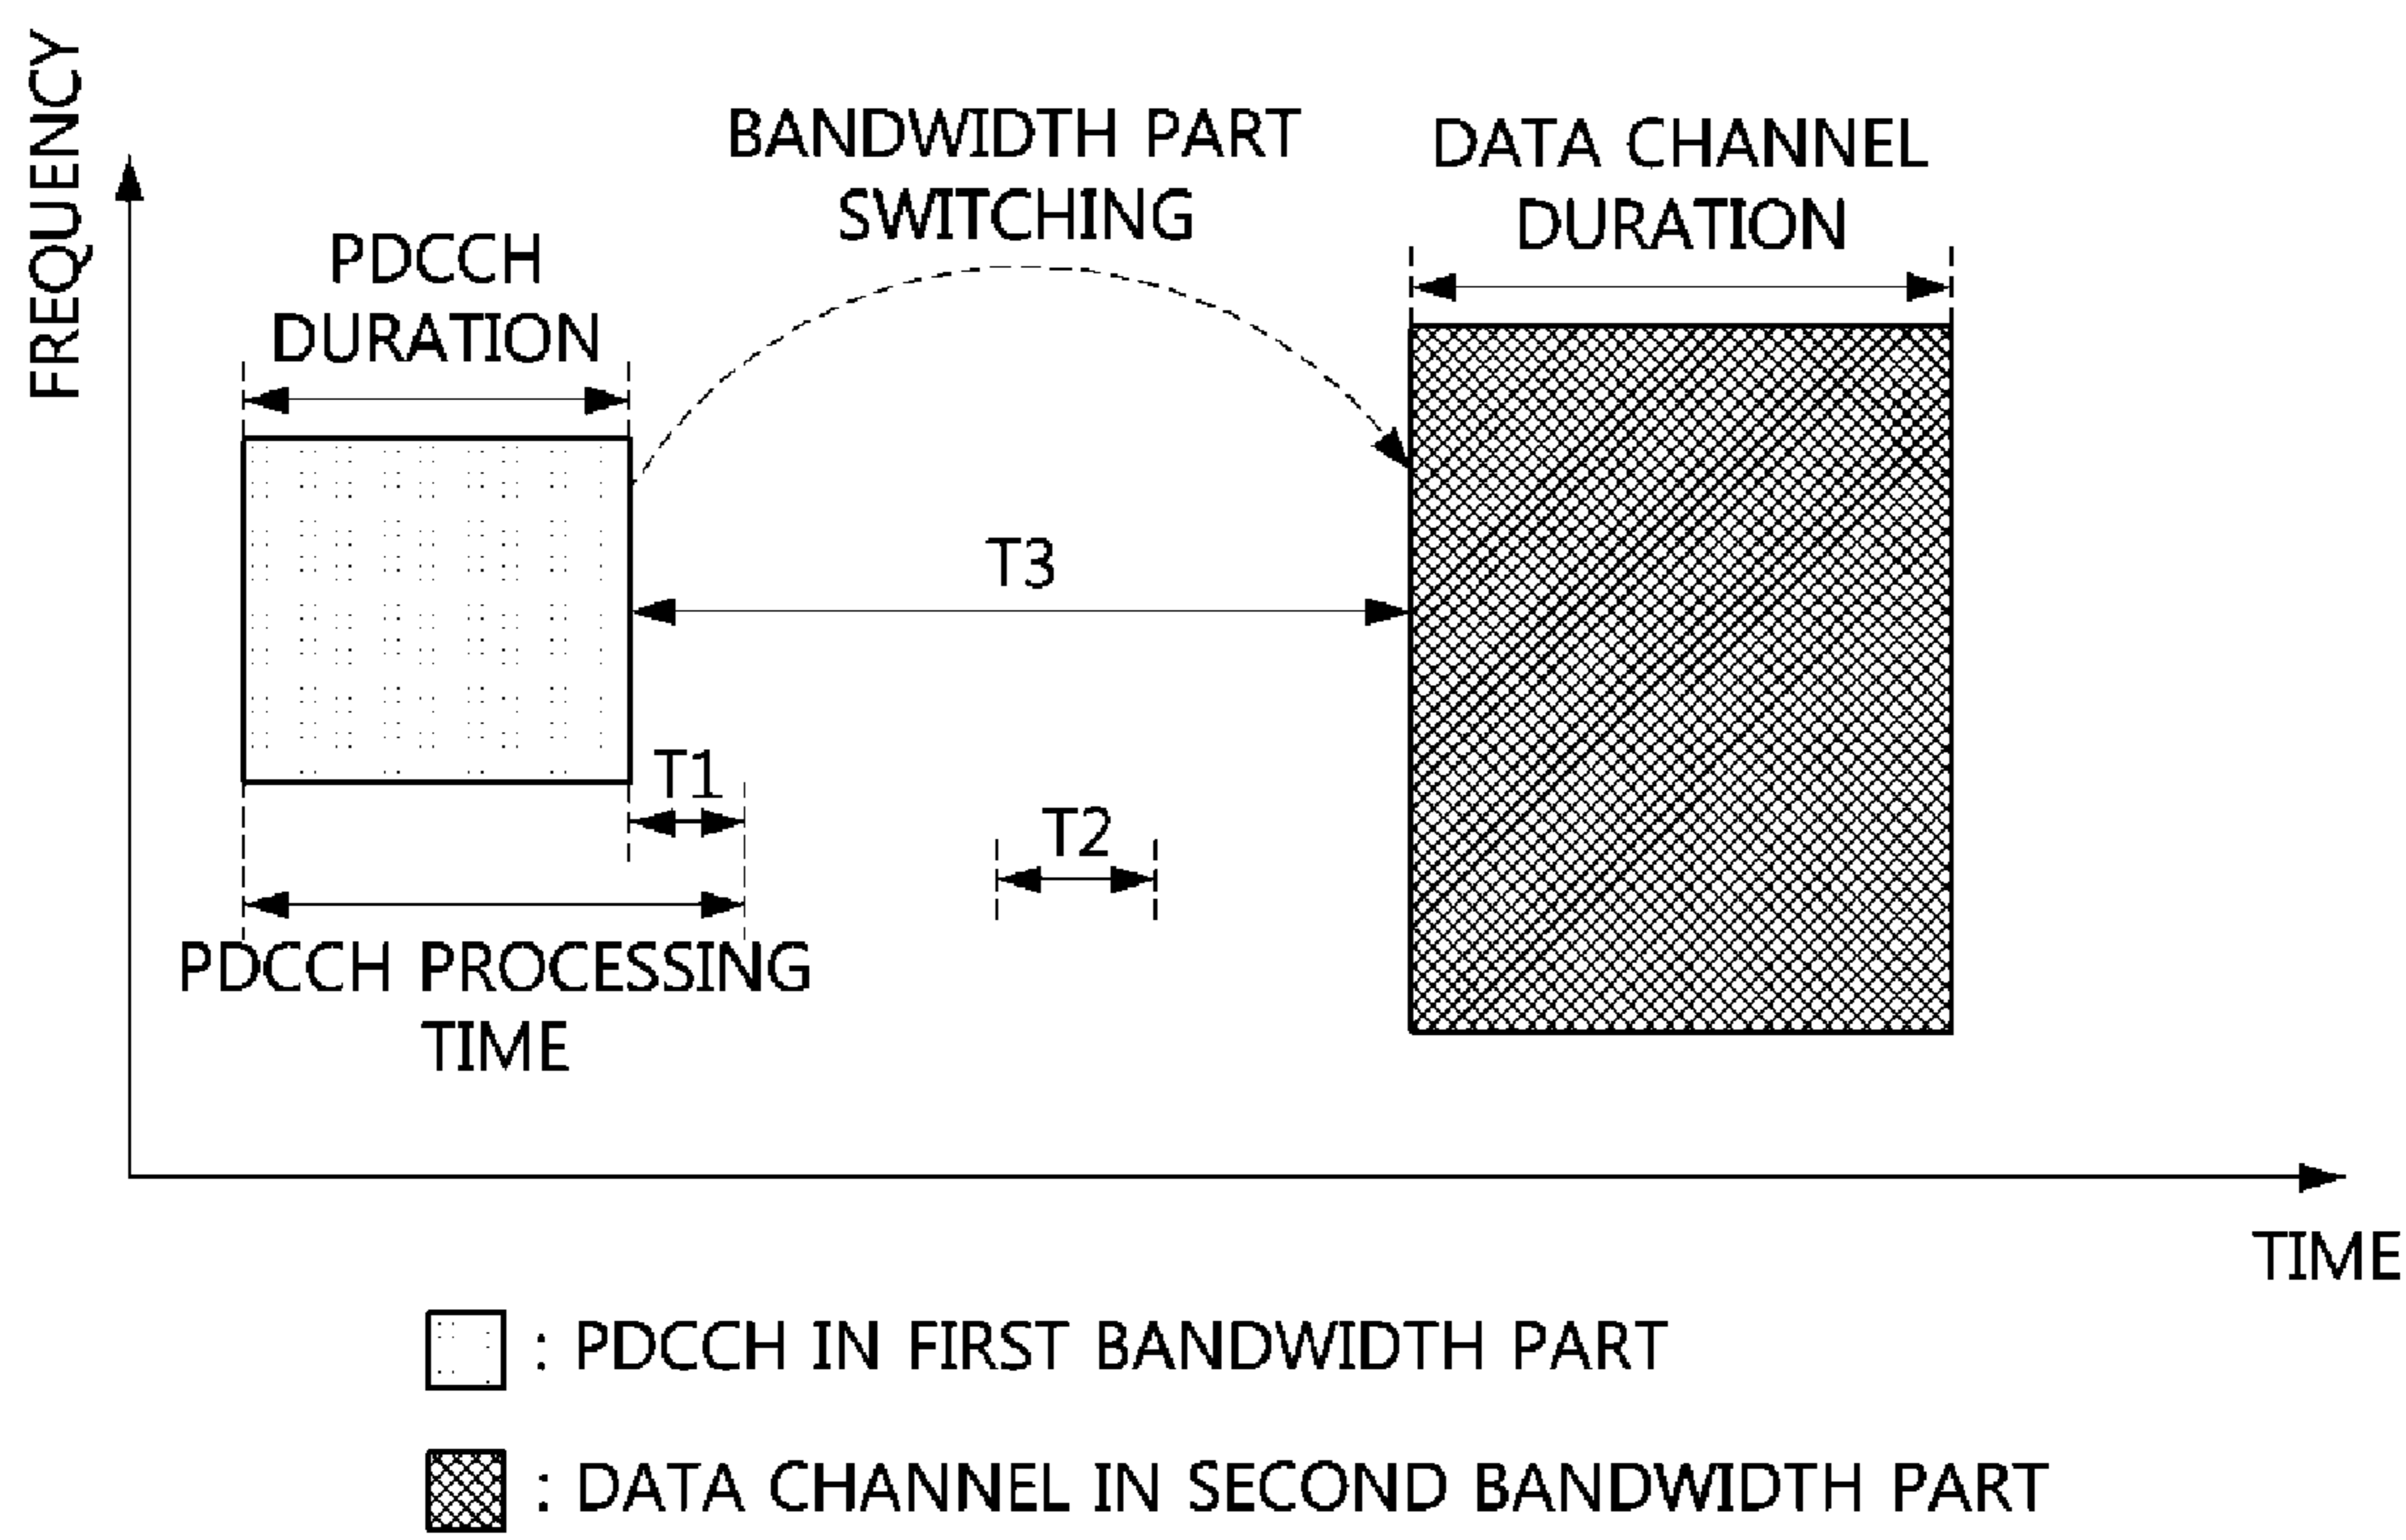 FREQUENCY
BANDWIDTH PART
SWITCHING
DATA CHANNEL
DURATION
PDCCH
DURATION
T3
T1
T2
PDCCH PROCESSING
TIME
TIME
: PDCCH IN FIRST BANDWIDTH PART
: DATA CHANNEL IN SECOND BANDWIDTH PART